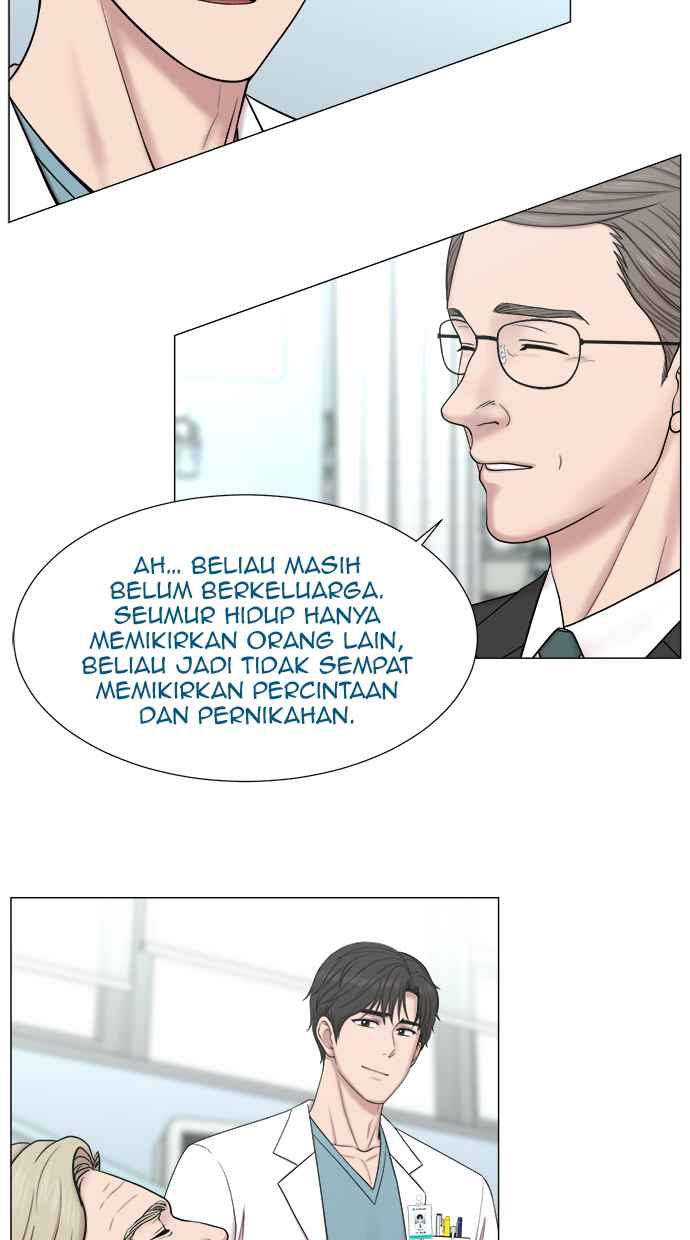 AH... BELIAU MASIH
BELUM BERKELUARGA.
SEUMUR HIDUP HANYA
MEMIKIRKAN ORANG LAIN,
BELIAU JADI TIDAK SEMPAT
MEMIKIRKAN PERCINTAAN
DAN PERNIKAHAN.